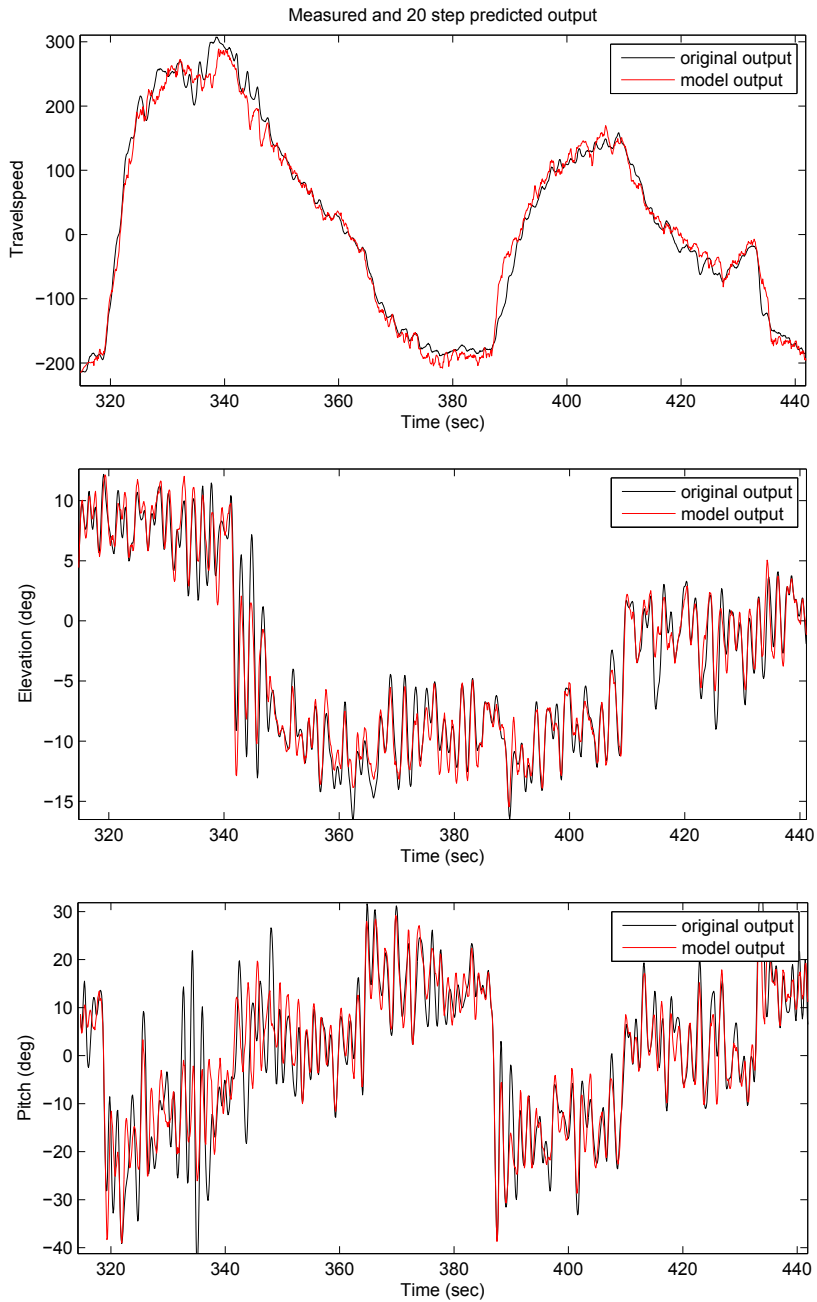 Measured and 20 step predicted output
300
200
100
0
−100
−200
Travelspeed
original output
model output
320 340 360 380 400 420 440
Time (sec)
10
5
0
−5
−10
−15
Elevation (deg)
original output
model output
320 340 360 380 400 420 440
Time (sec)
30
20
10
0
−10
−20
−30
−40
Pitch (deg)
original output
model output
320 340 360 380 400 420 440
Time (sec)